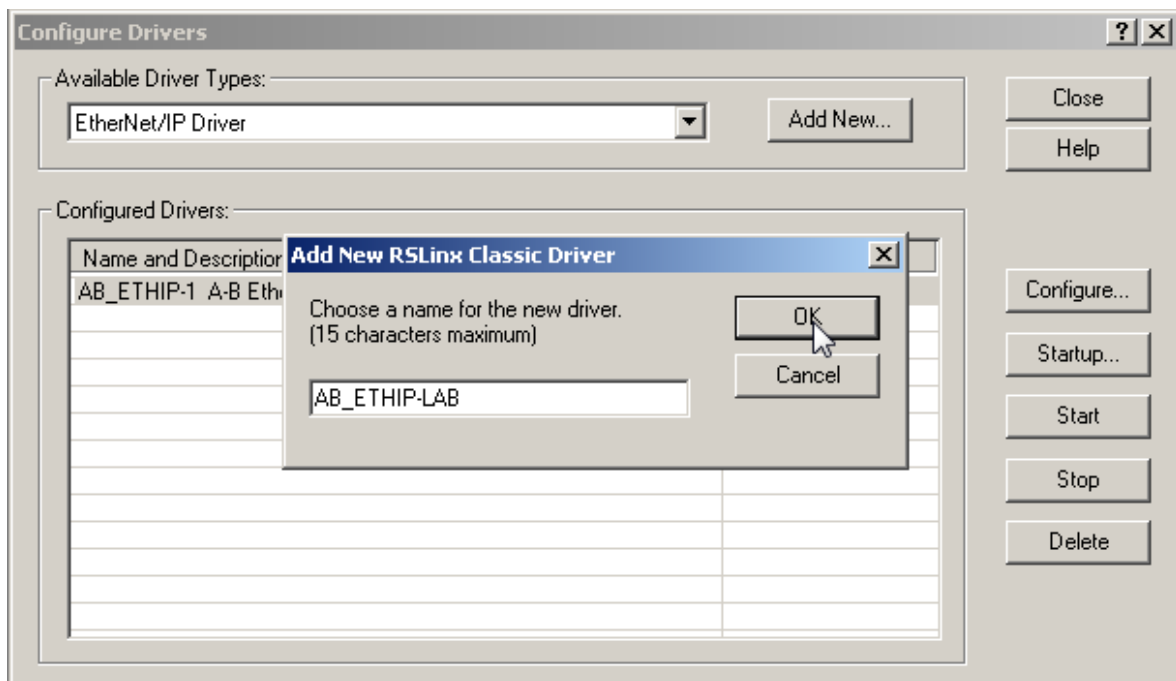 Configure Drivers
Available Driver Types:
EtherNet/IP Driver
Add New...
Close
Help
Configured Drivers:
Name and Description
AB_ETHIP-1 A-B
Add New RSLinx Classic Driver
Choose a name for the new driver.
(15 characters maximum)
AB_ETHIP-LAB
OK
Cancel
Configure...
Startup...
Start
Stop
Delete